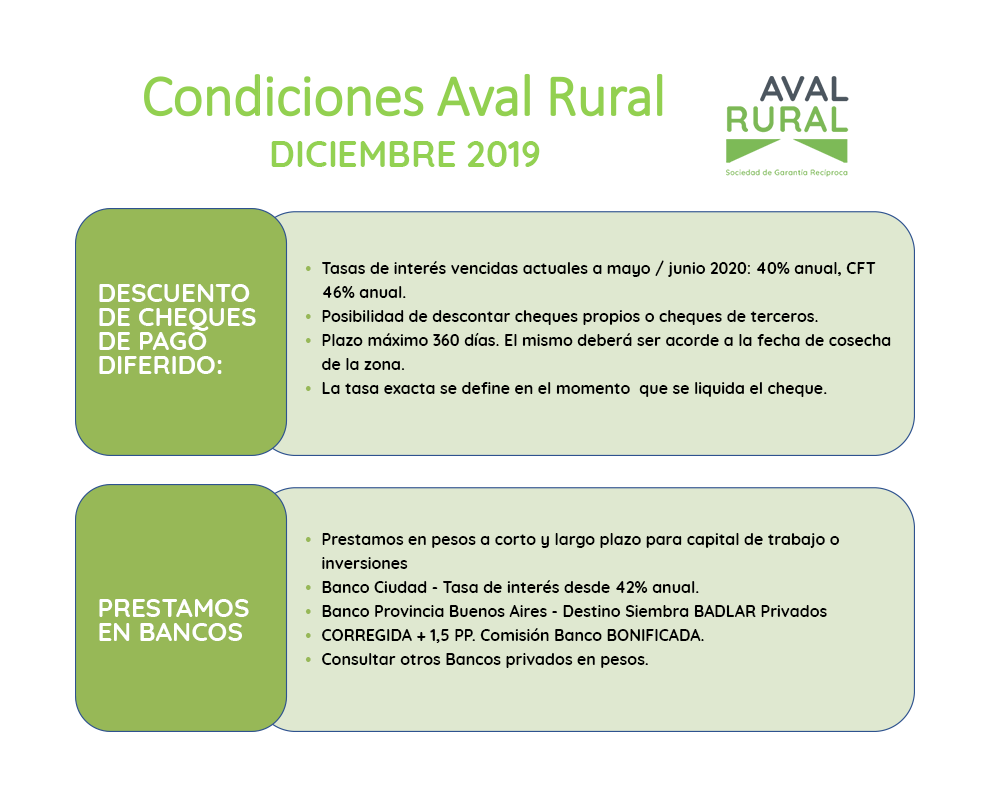 Condiciones Aval Rural
DICIEMBRE 2019
AVAL
RURAL
Sociedad de Garantía Recíproca
DESCUENTO
DE CHEQUES
DE PAGO
DIFERIDO:
• Tasas de interés vencidas actuales a mayo / junio 2020: 40% anual, CFT
46% anual.
• Posibilidad de descontar cheques propios o cheques de terceros.
• Plazo máximo 360 días. El mismo deberá ser acorde a la fecha de cosecha
de la zona.
• La tasa exacta se define en el momento que se liquida el cheque.
PRESTAMOS
EN BANCOS
• Prestamos en pesos a corto y largo plazo para capital de trabajo o
inversiones
• Banco Ciudad - Tasa de interés desde 42% anual.
• Banco Provincia Buenos Aires - Destino Siembra BADLAR Privados
• CORREGIDA + 1,5 PP. Comisión Banco BONIFICADA.
• Consultar otros Bancos privados en pesos.